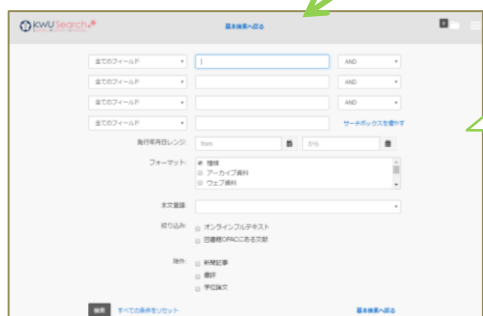 KWUSearch
基本検索へ戻る
0
全てのフィールド AND
全てのフィールド AND
全てのフィールド AND
全てのフィールド サーチボックスを増やす
発行年月日レンジ: from から
フォーマット: 種類
アーカイブ資料
ウェブ資料
本文言語:
絞り込み: オンラインフルテキスト
図書館OPACにある文献
除外: 新聞記事
書評
学位論文
検索 すべての条件をリセット 基本検索へ戻る